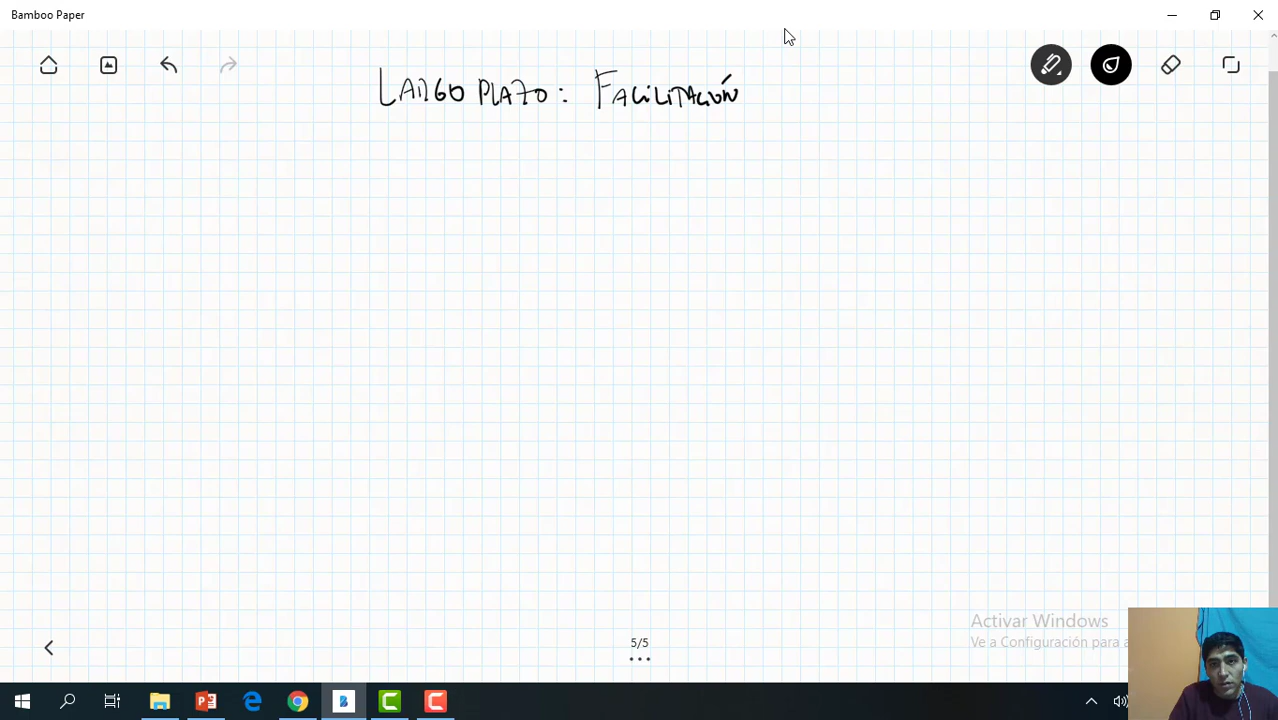 Bamboo Paper
LARGO PLAZO: FACILITACIÓN
5/5
Activar Windows
Ve a Configuración para a